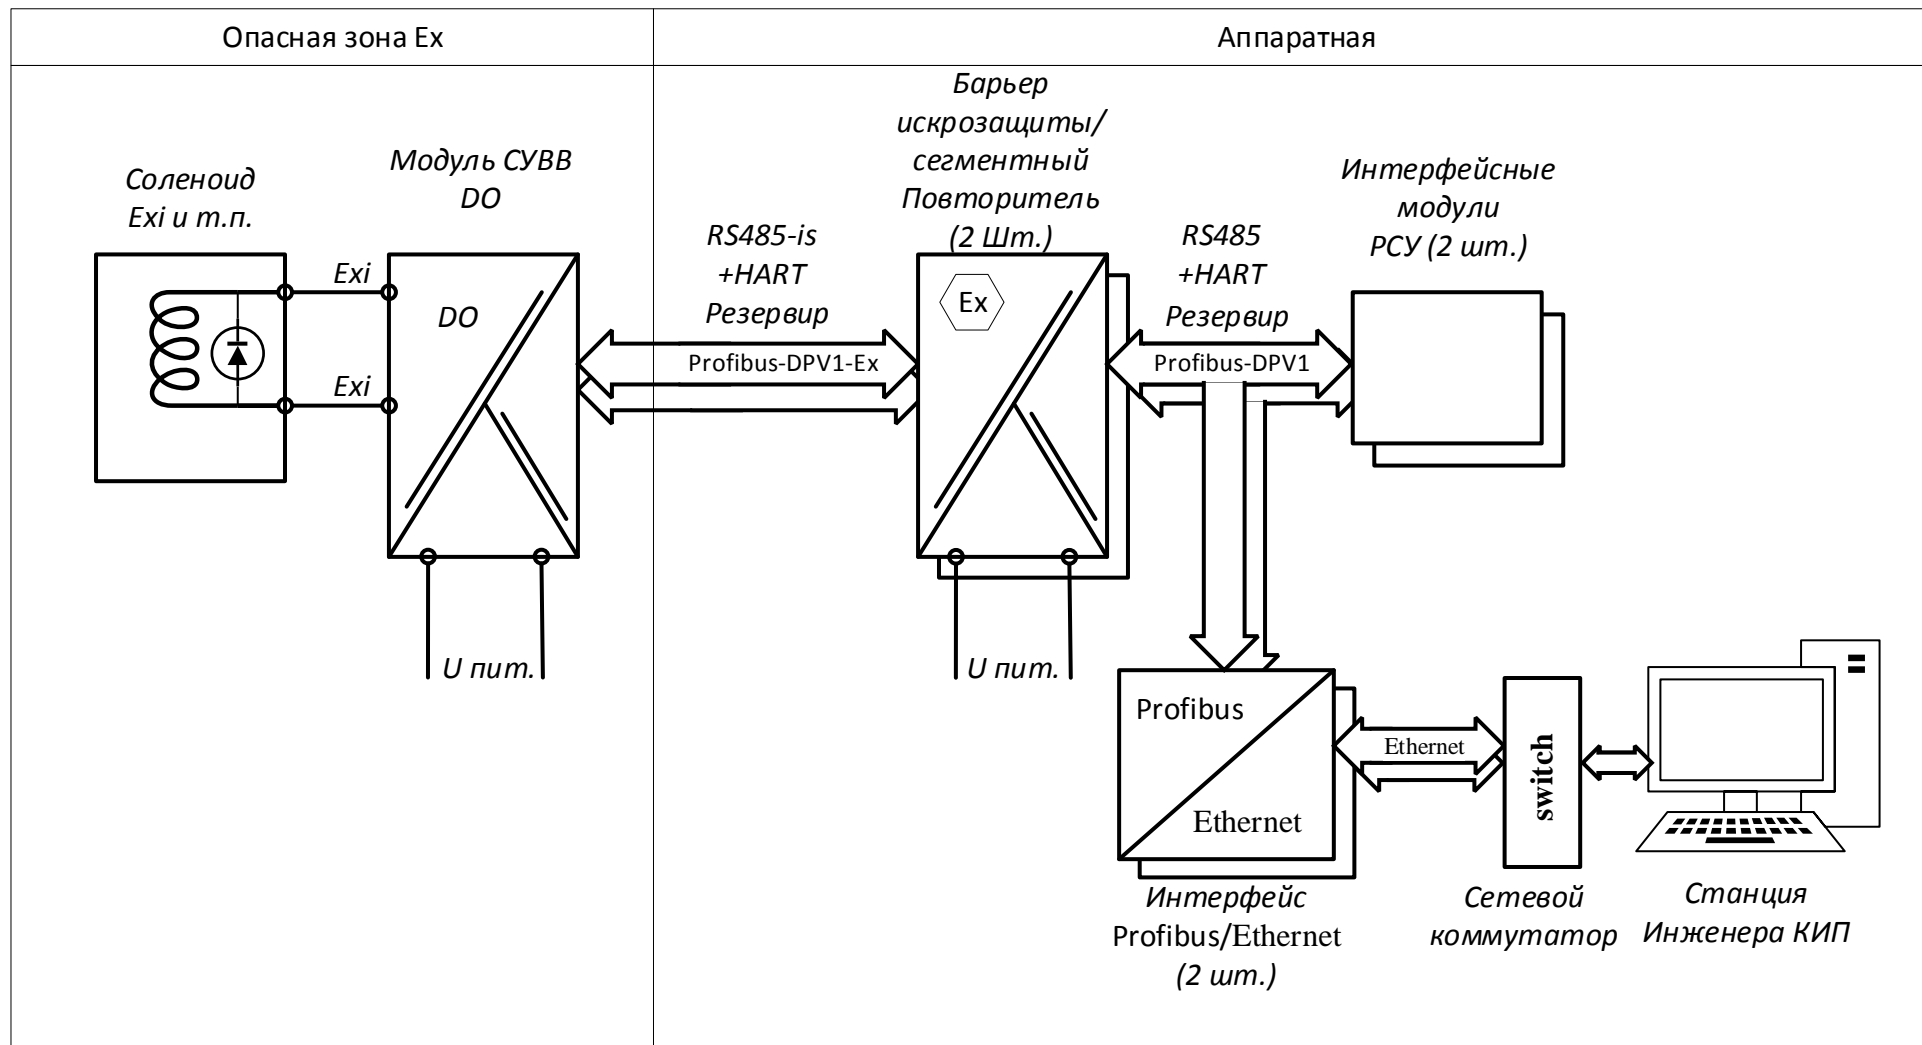 Опасная зона Ex
Аппаратная
Соленоид
Exi и т.п.
Модуль СУВВ
DO
Барьер
искрозащиты/
сегментный
Повторитель
(2 Шт.)
Интерфейсные
модули
РСУ (2 шт.)
RS485-is
+HART
Резервир
RS485
+HART
Резервир
Exi
Exi
DO
Ex
Profibus-DPV1-Ex
Profibus-DPV1
U пит.
U пит.
Profibus
Ethernet
Ethernet
switch
Интерфейс
Profibus/Ethernet
(2 шт.)
Сетевой
коммутатор
Станция
Инженера КИП